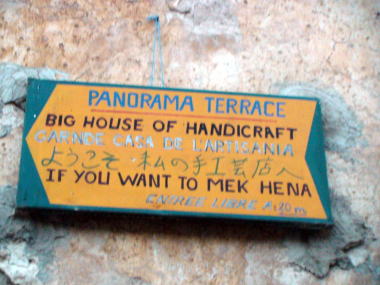 PANORAMA TERRACE
BIG HOUSE OF HANDICRAFT
GARNDE CASA DE L'ARTISANIA
ようこそ・私の手工芸店へ
IF YOU WANT TO MEK HENA
ENTREE LIBRE A:20m